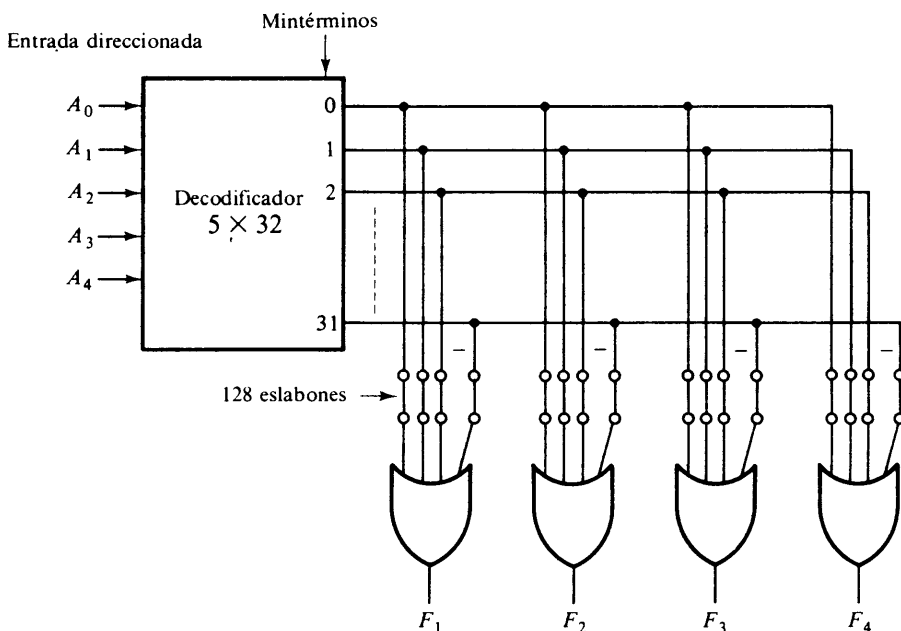 Mintérminos
Entrada direccionada
A0
0
A1
1
A2
2
Decodificador
5 × 32
A3
A4
31
128 eslabones
F1
F2
F3
F4